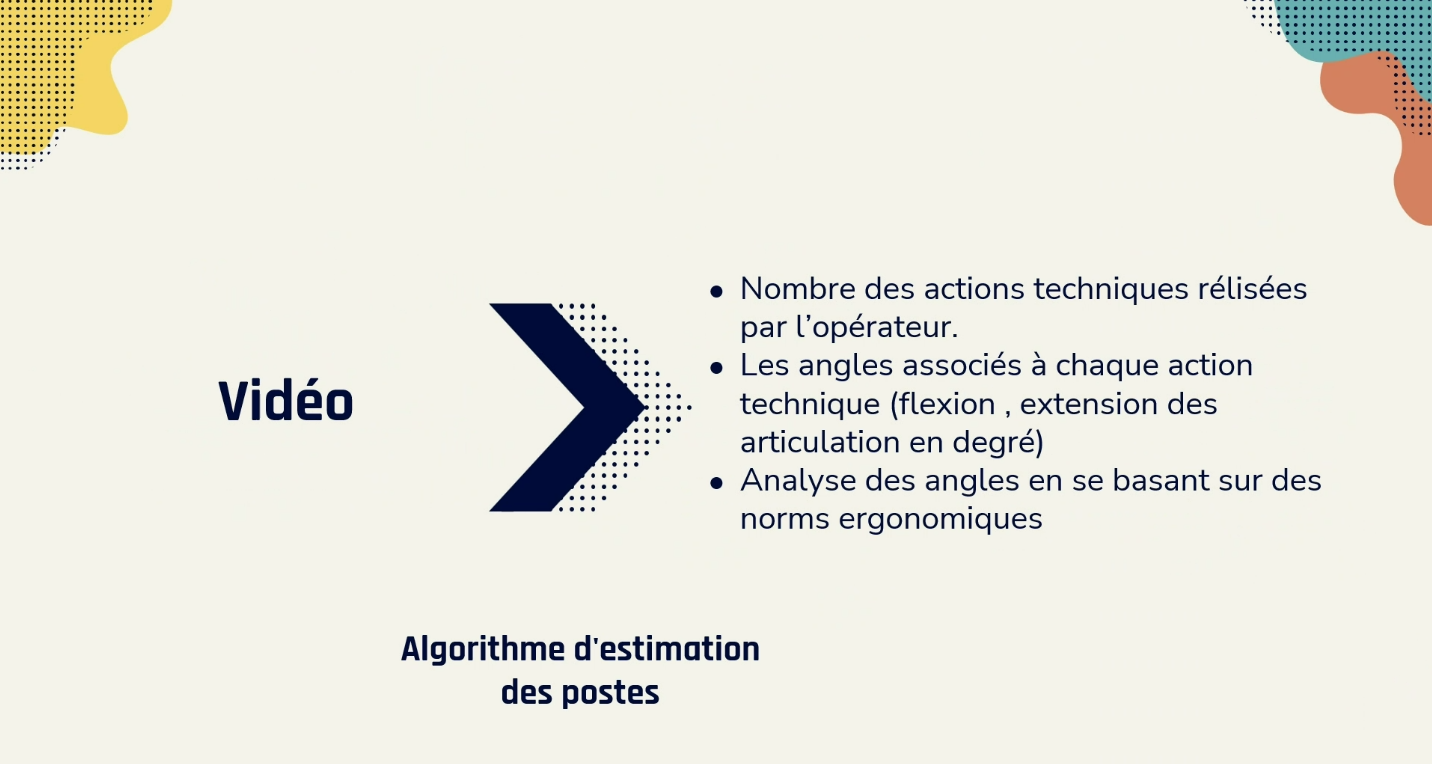 Vidéo
● Nombre des actions techniques rélisées
par l’opérateur.
● Les angles associés à chaque action
technique (flexion , extension des
articulation en degré)
● Analyse des angles en se basant sur des
norms ergonomiques
Algorithme d'estimation
des postes